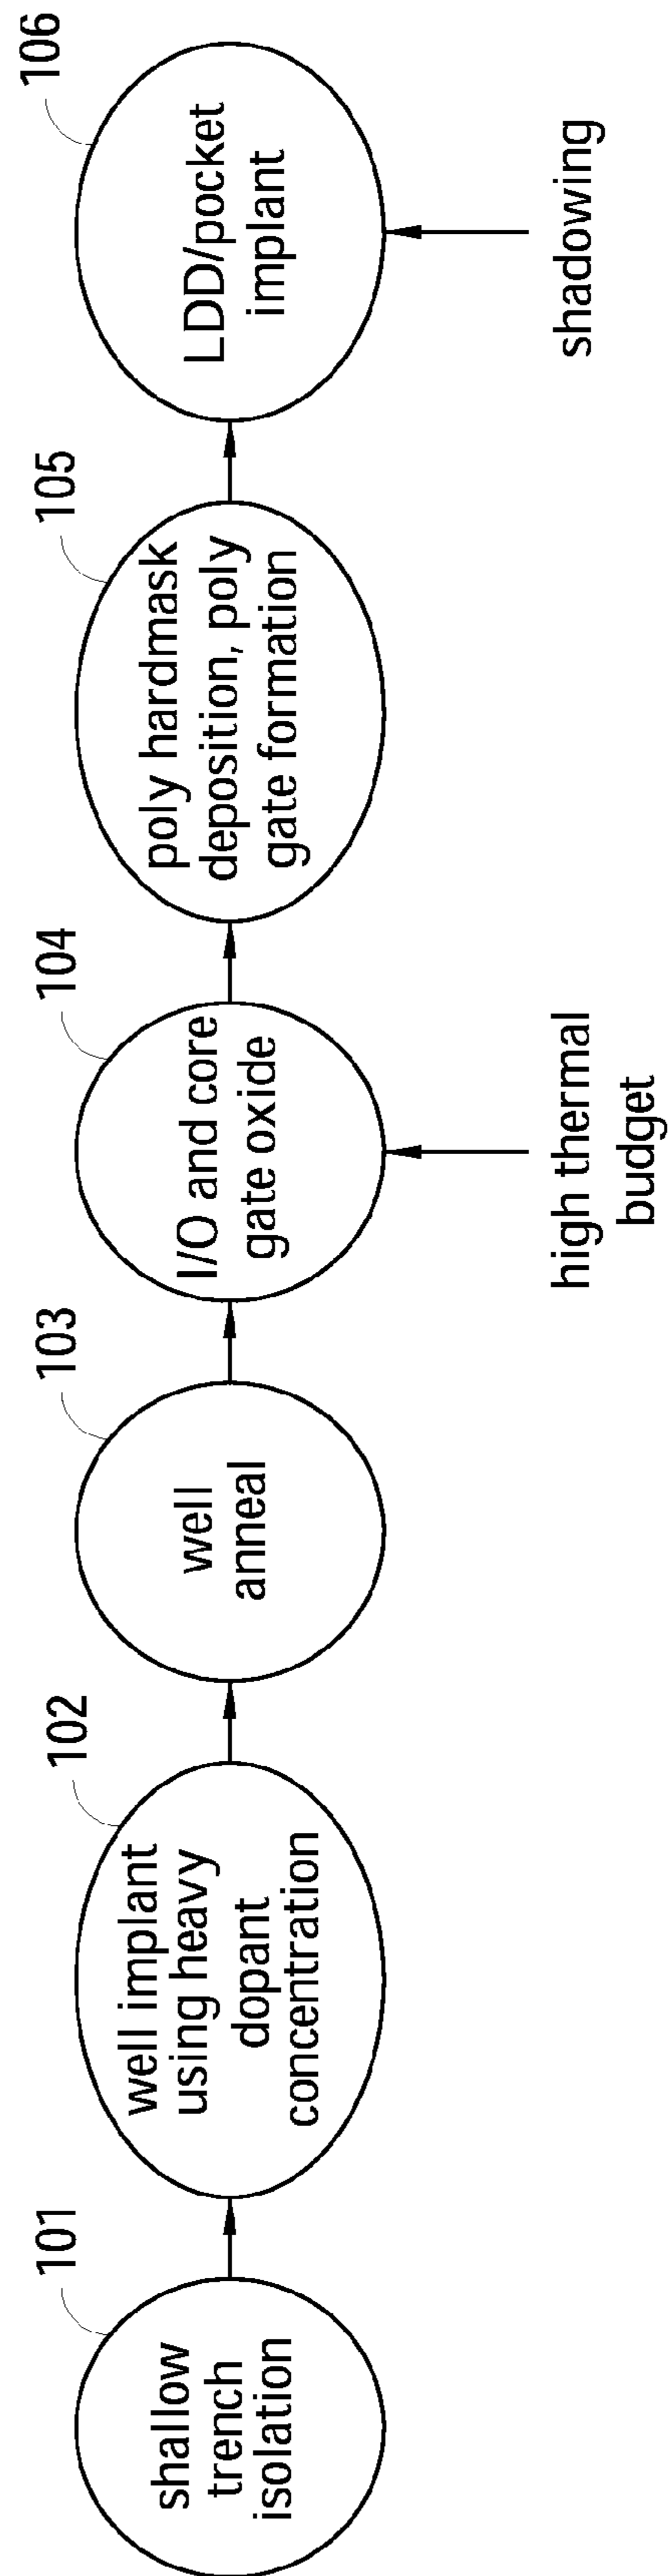 101
shallow
trench
isolation
102
well implant
using heavy
dopant
concentration
103
well
anneal
104
I/O and core
gate oxide
high thermal
budget
105
poly hardmask
deposition, poly
gate formation
106
LDD/pocket
implant
shadowing